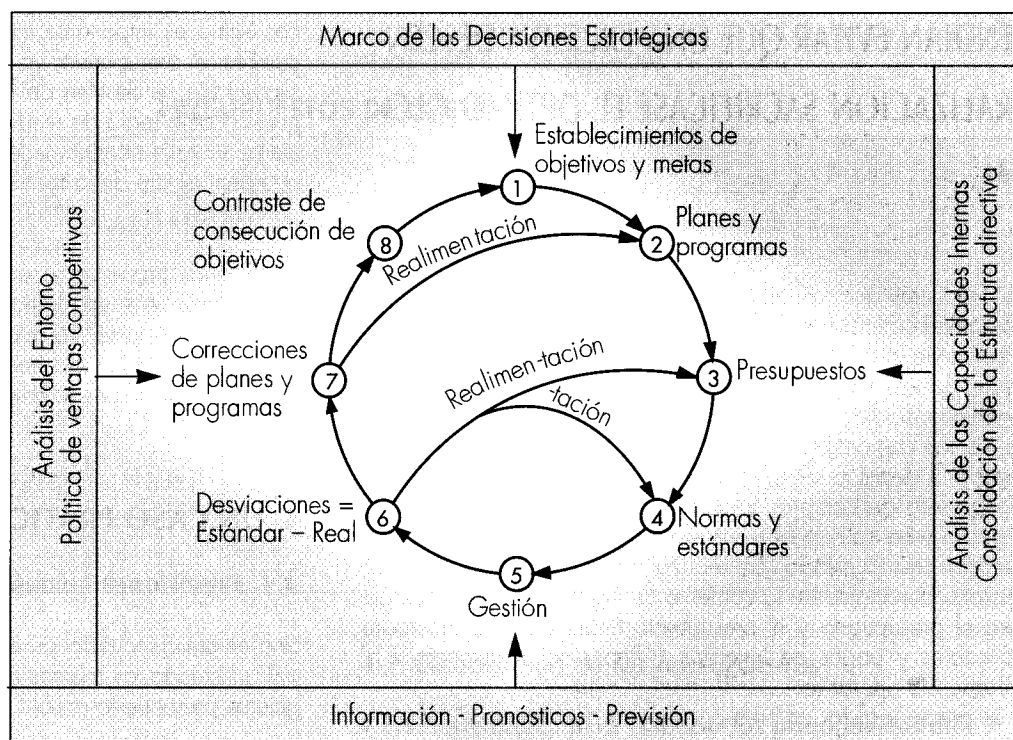 Marco de las Decisiones Estratégicas
Establecimientos de
objetivos y metas
1
Contraste de
consecución de
objetivos
8
Realimentación
2
Planes y
programas
Análisis del Entorno
Política de ventajas competitivas
Correcciones
de planes y
programas
7
Realimen-tación
-tación
3
Presupuestos
Análisis de las Capacidades Internas
Consolidación de la Estructura directiva
Desviaciones =
Estándar – Real
6
4
Normas y
estándares
5
Gestión
Información - Pronósticos - Previsión